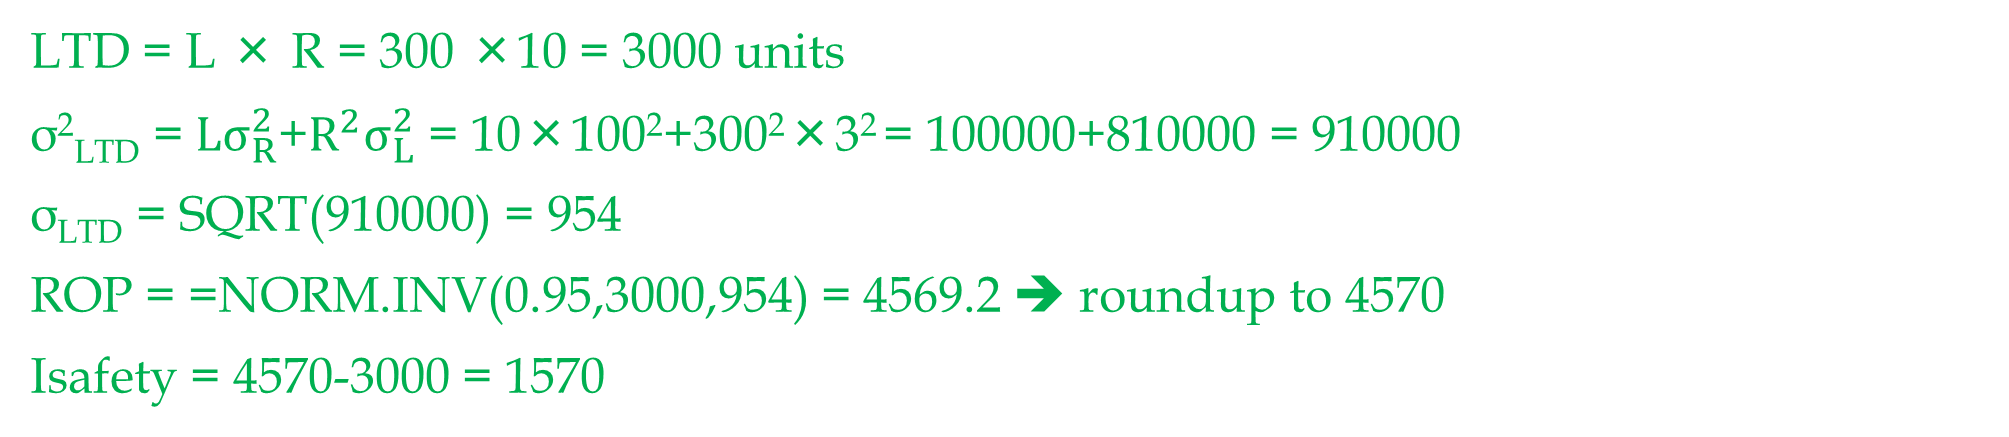 LTD = L × R = 300 × 10 = 3000 units
σ²LTD = Lσ²R+R²σ²L = 10 × 100²+300² × 3² = 100000+810000 = 910000
σLTD = SQRT(910000) = 954
ROP = =NORM.INV(0.95,3000,954) = 4569.2 ➔ roundup to 4570
Isafety = 4570-3000 = 1570